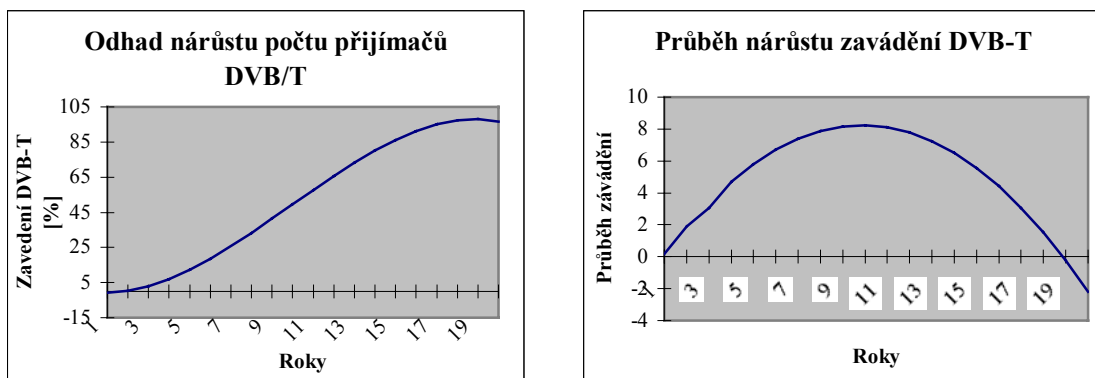 Odhad nárůstu počtu přijímačů
DVB/T
Zavedení DVB-T
[%]
105
85
65
45
25
5
-15
1 3 5 7 9 11 13 15 17 19
Roky
Průběh nárůstu zavádění DVB-T
Průběh závádění
10
8
6
4
2
0
-2
-4
1 3 5 7 9 11 13 15 17 19
Roky